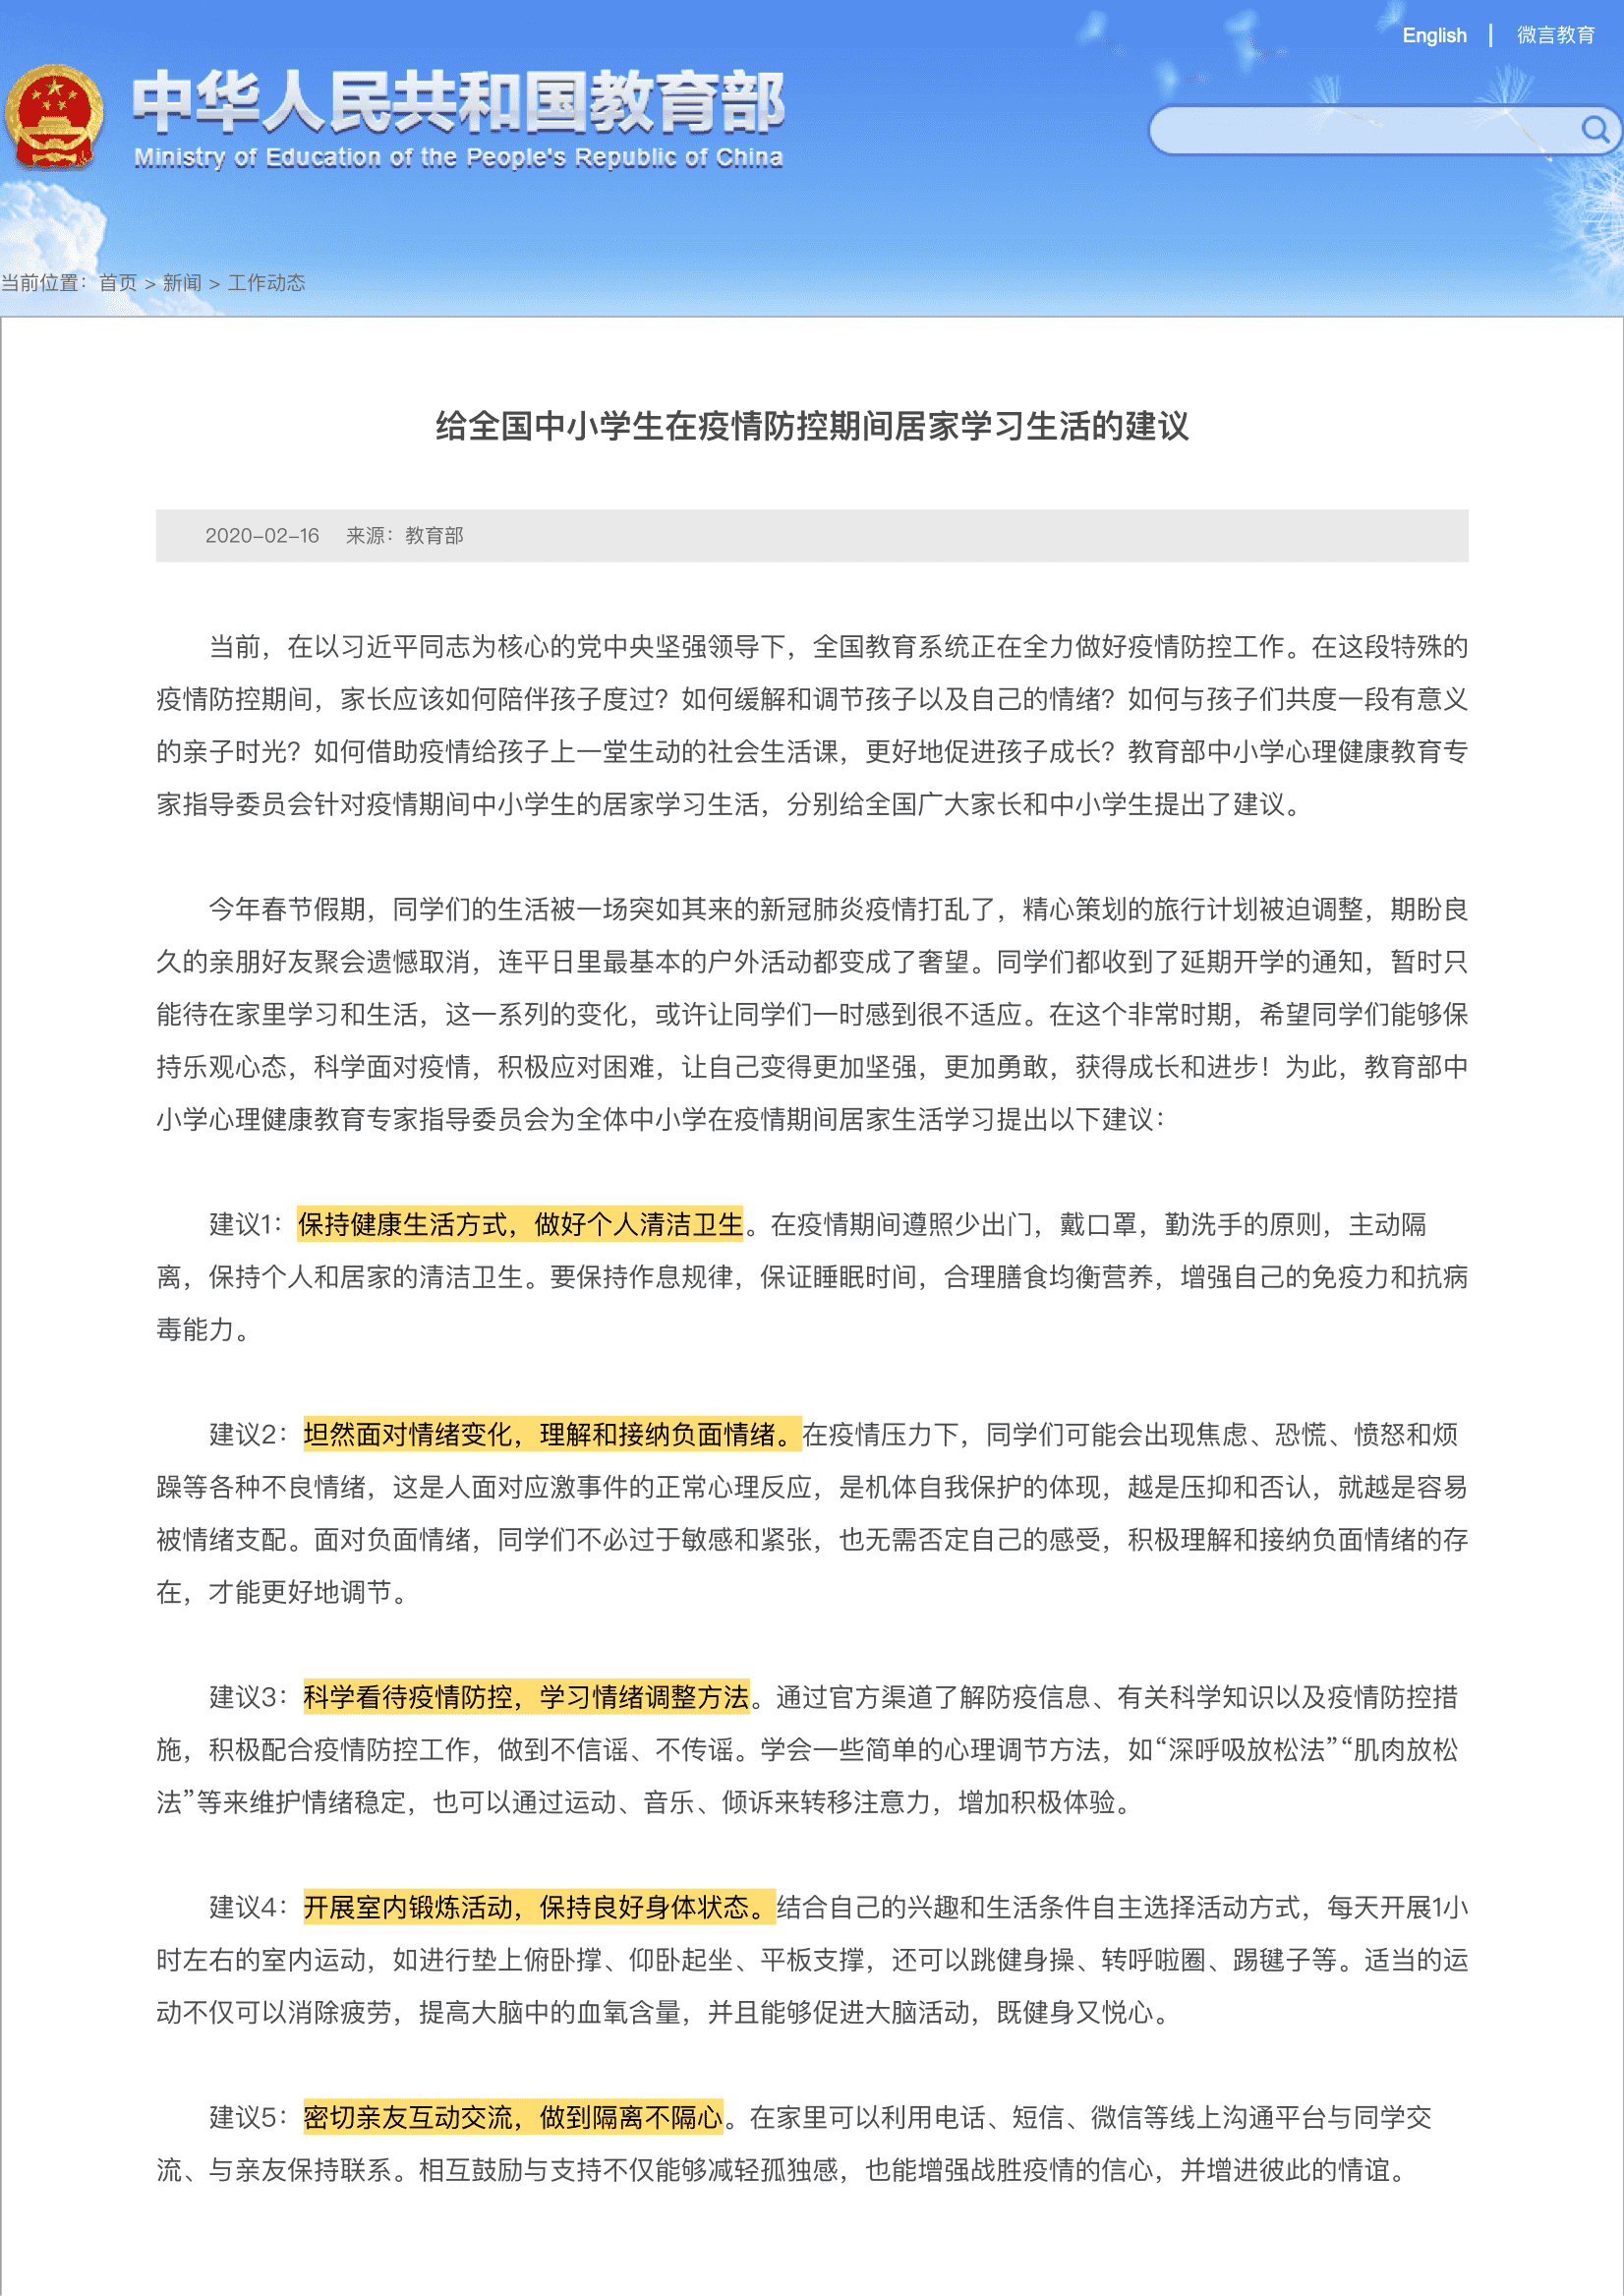 English | 微言教育
中华人民共和国教育部
Ministry of Education of the People's Republic of China
当前位置：首页 > 新闻 > 工作动态
给全国中小学生在疫情防控期间居家学习生活的建议
2020-02-16 来源：教育部
当前，在以习近平同志为核心的党中央坚强领导下，全国教育系统正在全力做好疫情防控工作。在这段特殊的
疫情防控期间，家长应该如何陪伴孩子度过？如何缓解和调节孩子以及自己的情绪？如何与孩子们共度一段有意义
的亲子时光？如何借助疫情给孩子上一堂生动的社会生活课，更好地促进孩子成长？教育部中小学心理健康教育专
家指导委员会针对疫情期间中小学生的居家学习生活，分别给全国广大家长和中小学生提出了建议。
今年春节假期，同学们的生活被一场突如其来的新冠肺炎疫情打乱了，精心策划的旅行计划被迫调整，期盼良
久的亲朋好友聚会遗憾取消，连平日里最基本的户外活动都变成了奢望。同学们都收到了延期开学的通知，暂时只
能待在家里学习和生活，这一系列的变化，或许让同学们一时感到很不适应。在这个非常时期，希望同学们能够保
持乐观心态，科学面对疫情，积极应对困难，让自己变得更加坚强，更加勇敢，获得成长和进步！为此，教育部中
小学心理健康教育专家指导委员会为全体中小学在疫情期间居家生活学习提出以下建议：
建议1：保持健康生活方式，做好个人清洁卫生。在疫情期间遵照少出门，戴口罩，勤洗手的原则，主动隔
离，保持个人和居家的清洁卫生。要保持作息规律，保证睡眠时间，合理膳食均衡营养，增强自己的免疫力和抗病
毒能力。
建议2：坦然面对情绪变化，理解和接纳负面情绪。在疫情压力下，同学们可能会出现焦虑、恐慌、愤怒和烦
躁等各种不良情绪，这是人面对应激事件的正常心理反应，是机体自我保护的体现，越是压抑和否认，就越是容易
被情绪支配。面对负面情绪，同学们不必过于敏感和紧张，也无需否定自己的感受，积极理解和接纳负面情绪的存
在，才能更好地调节。
建议3：科学看待疫情防控，学习情绪调整方法。通过官方渠道了解防疫信息、有关科学知识以及疫情防控措
施，积极配合疫情防控工作，做到不信谣、不传谣。学会一些简单的心理调节方法，如“深呼吸放松法”“肌肉放松
法”等来维护情绪稳定，也可以通过运动、音乐、倾诉来转移注意力，增加积极体验。
建议4：开展室内锻炼活动，保持良好身体状态。结合自己的兴趣和生活条件自主选择活动方式，每天开展1小
时左右的室内运动，如进行垫上俯卧撑、仰卧起坐、平板支撑，还可以跳健身操、转呼啦圈、踢毽子等。适当的运
动不仅可以消除疲劳，提高大脑中的血氧含量，并且能够促进大脑活动，既健身又悦心。
建议5：密切亲友互动交流，做到隔离不隔心。在家里可以利用电话、短信、微信等线上沟通平台与同学交
流、与亲友保持联系。相互鼓励与支持不仅能够减轻孤独感，也能增强战胜疫情的信心，并增进彼此的情谊。